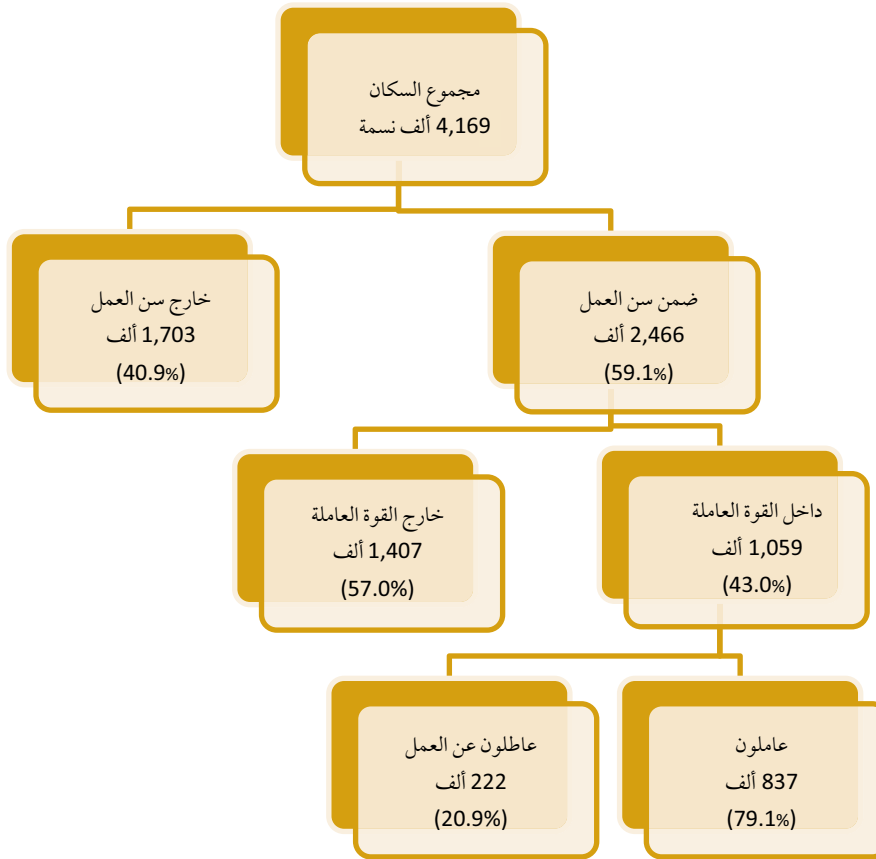 مجموع السكان
4,169 ألف نسمة
ضمن سن العمل
2,466 ألف
(59.1%)
خارج سن العمل
1,703 ألف
(40.9%)
داخل القوة العاملة
1,059 ألف
(43.0%)
خارج القوة العاملة
1,407 ألف
(57.0%)
عاملون
837 ألف
(79.1%)
عاطلون عن العمل
222 ألف
(20.9%)